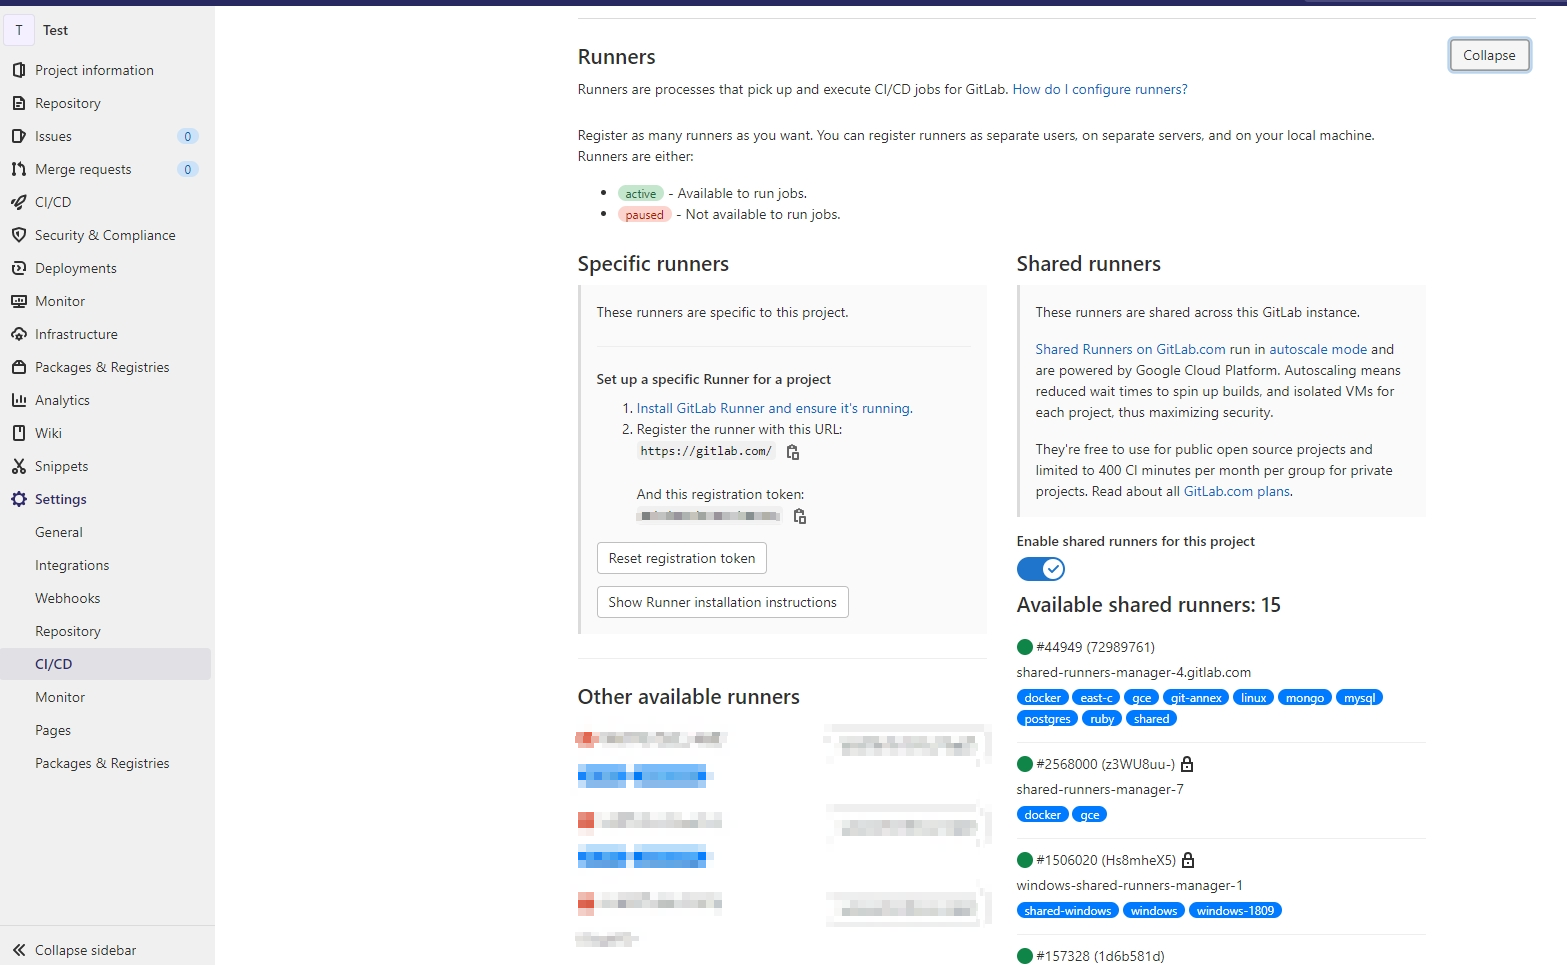 T Test
Project information
Repository
Issues 0
Merge requests 0
CI/CD
Security & Compliance
Deployments
Monitor
Infrastructure
Packages & Registries
Analytics
Wiki
Snippets
Settings
General
Integrations
Webhooks
Repository
CI/CD
Monitor
Pages
Packages & Registries
Collapse sidebar
Runners
Collapse
Runners are processes that pick up and execute CI/CD jobs for GitLab. How do I configure runners?
Register as many runners as you want. You can register runners as separate users, on separate servers, and on your local machine.
Runners are either:
active - Available to run jobs.
paused - Not available to run jobs.
Specific runners
These runners are specific to this project.
Set up a specific Runner for a project
1. Install GitLab Runner and ensure it's running.
2. Register the runner with this URL:
https://gitlab.com/
And this registration token:
Reset registration token
Show Runner installation instructions
Other available runners
Shared runners
These runners are shared across this GitLab instance.
Shared Runners on GitLab.com run in autoscale mode and
are powered by Google Cloud Platform. Autoscaling means
reduced wait times to spin up builds, and isolated VMs for
each project, thus maximizing security.
They're free to use for public open source projects and
limited to 400 CI minutes per month per group for private
projects. Read about all GitLab.com plans.
Enable shared runners for this project
Available shared runners: 15
#44949 (72989761)
shared-runners-manager-4.gitlab.com
docker east-c gce git-annex linux mongo mysql
postgres ruby shared
#2568000 (z3WU8uu-)
shared-runners-manager-7
docker gce
#1506020 (Hs8mheX5)
windows-shared-runners-manager-1
shared-windows windows windows-1809
#157328 (1d6b581d)